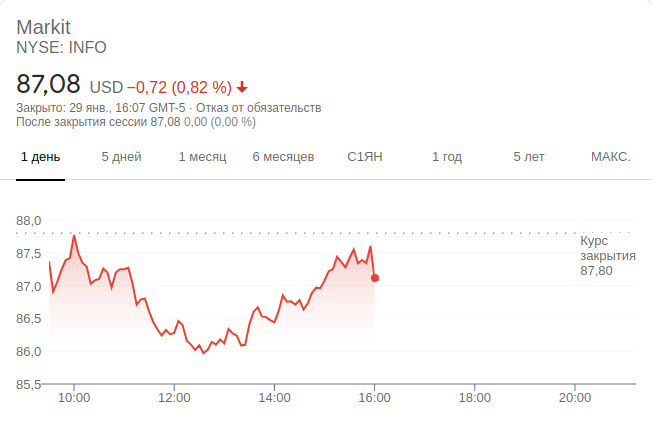 Markit
NYSE: INFO
87,08 USD −0,72 (0,82 %)
Закрыто: 29 янв., 16:07 GMT-5 · Отказ от обязательств
После закрытия сессии 87,08 0,00 (0,00 %)
1 день 5 дней 1 месяц 6 месяцев С1ЯН 1 год 5 лет МАКС.
88,0
Курс
закрытия
87,80
87,5
87,0
86,5
86,0
85,5
10:00 12:00 14:00 16:00 18:00 20:00